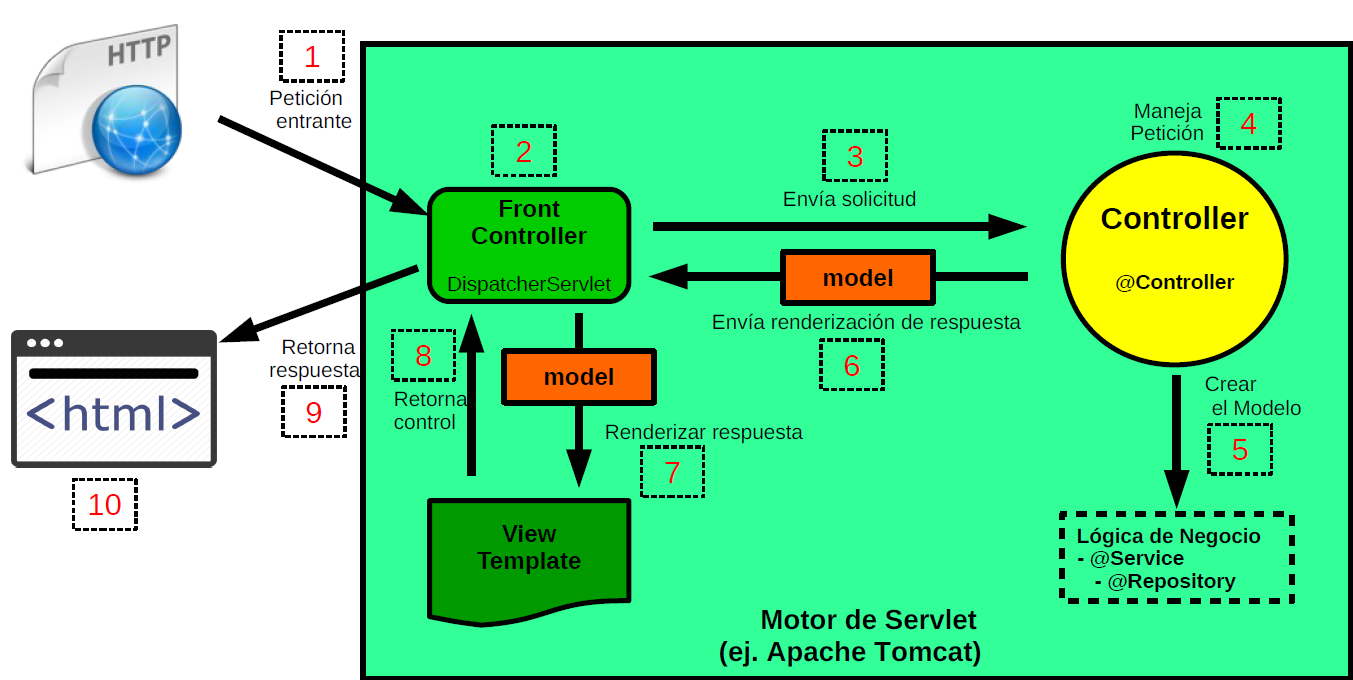 HTTP
1
Petición
entrante
2
Front
Controller
DispatcherServlet
3
Envía solicitud
Maneja
Petición
4
Controller
@Controller
model
Envía renderización de respuesta
6
Crear
el Modelo
5
Lógica de Negocio
- @Service
- @Repository
model
Renderizar respuesta
7
View
Template
8
Retorna
control
Retorna
respuesta
9
<html>
10
Motor de Servlet
(ej. Apache Tomcat)